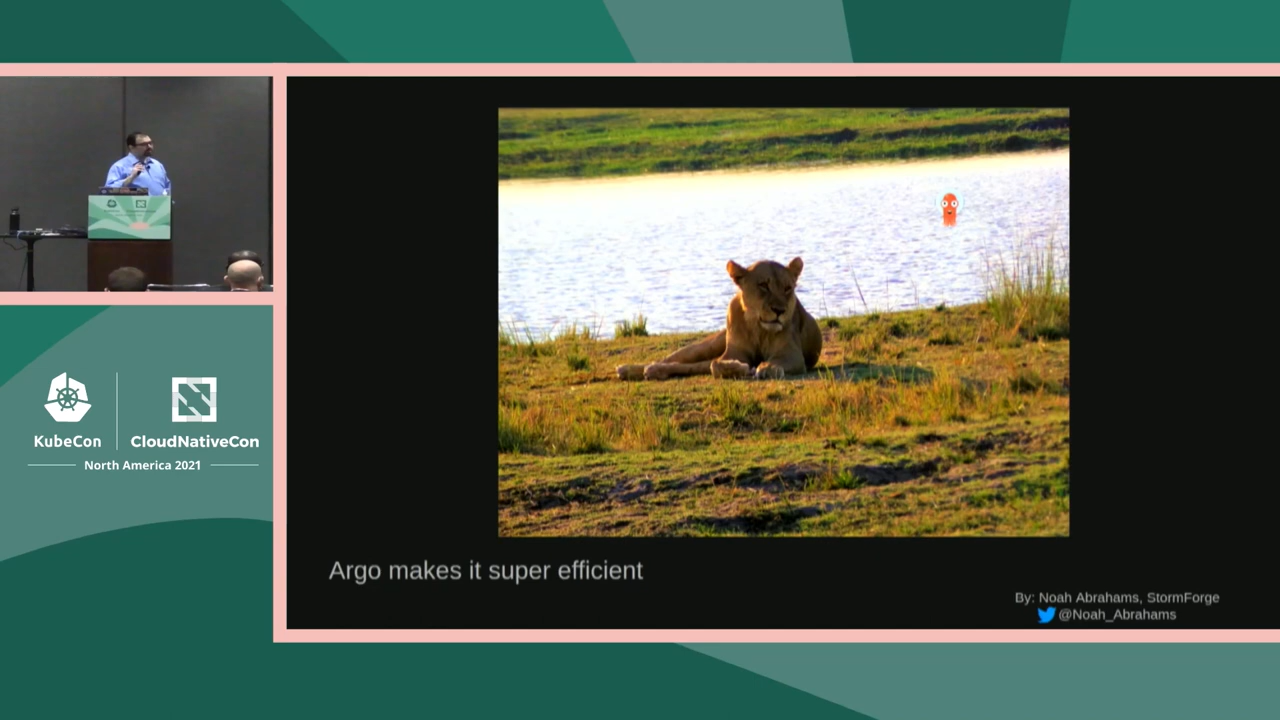 KubeCon
CloudNativeCon
North America 2021
Argo makes it super efficient
By: Noah Abrahams, StormForge
@Noah_Abrahams